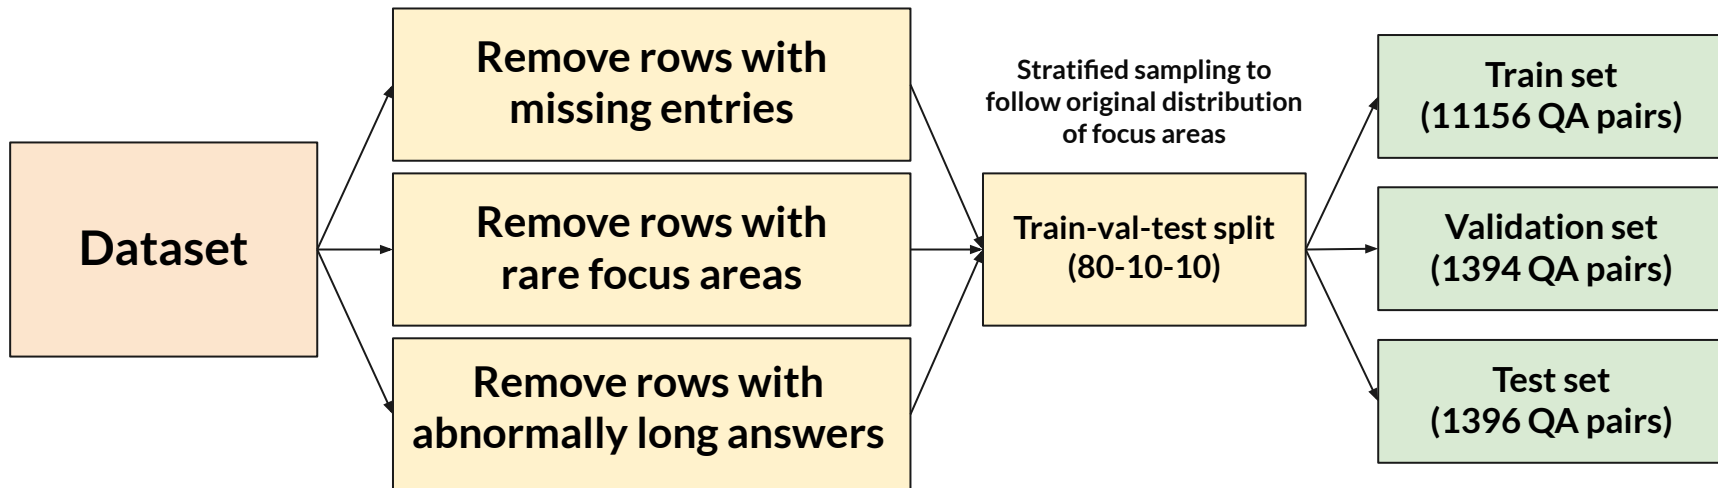 Dataset
Remove rows with
missing entries
Remove rows with
rare focus areas
Remove rows with
abnormally long answers
Stratified sampling to
follow original distribution
of focus areas
Train-val-test split
(80-10-10)
Train set
(11156 QA pairs)
Validation set
(1394 QA pairs)
Test set
(1396 QA pairs)